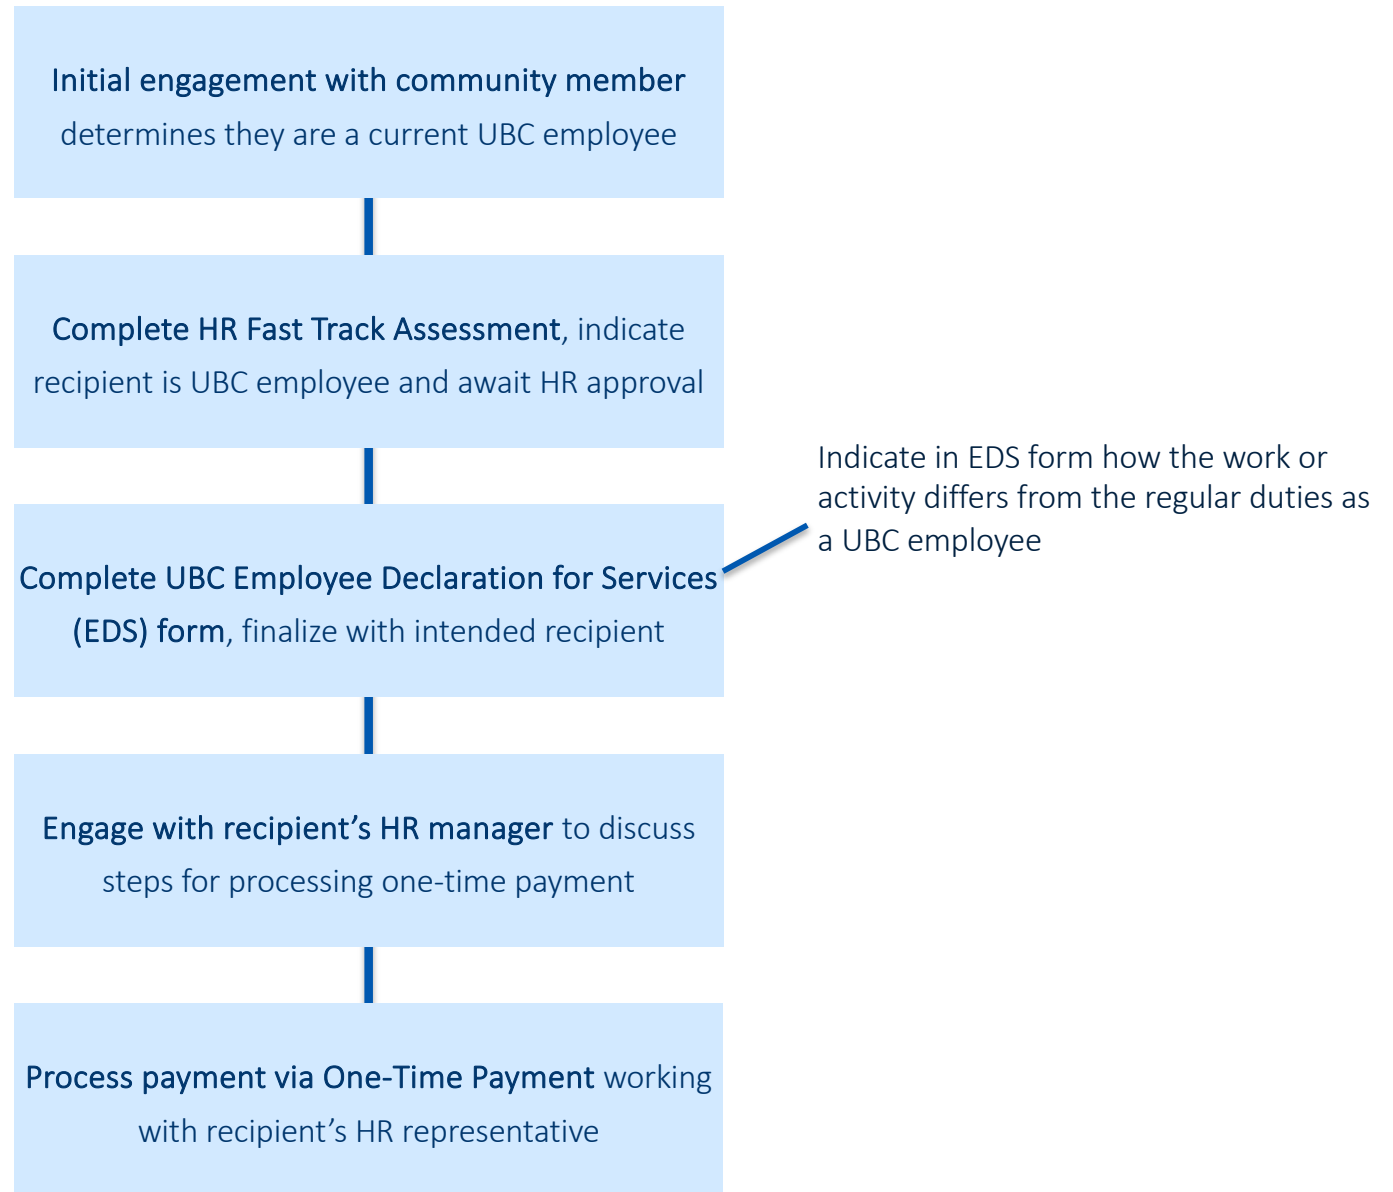 Initial engagement with community member
determines they are a current UBC employee
Complete HR Fast Track Assessment, indicate
recipient is UBC employee and await HR approval
Complete UBC Employee Declaration for Services
(EDS) form, finalize with intended recipient
Indicate in EDS form how the work or
activity differs from the regular duties as
a UBC employee
Engage with recipient’s HR manager to discuss
steps for processing one-time payment
Process payment via One-Time Payment working
with recipient’s HR representative